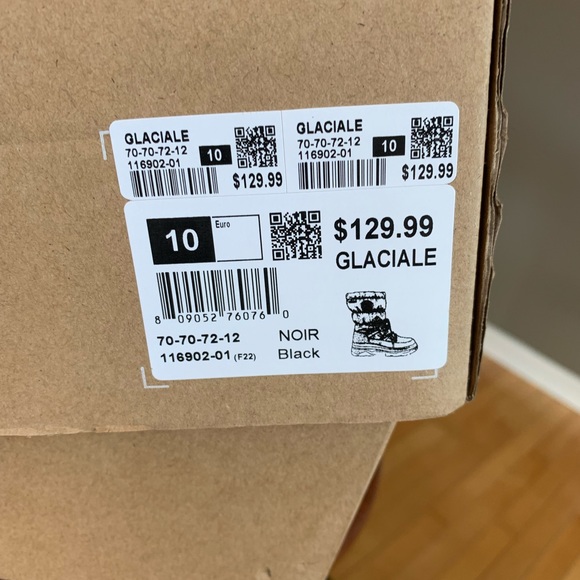 GLACIALE
70-70-72-12
116902-01
10
$129.99
GLACIALE
70-70-72-12
116902-01
10
$129.99
10
Euro
$129.99
GLACIALE
8 09052 76076 0
70-70-72-12
116902-01 (F22)
NOIR
Black